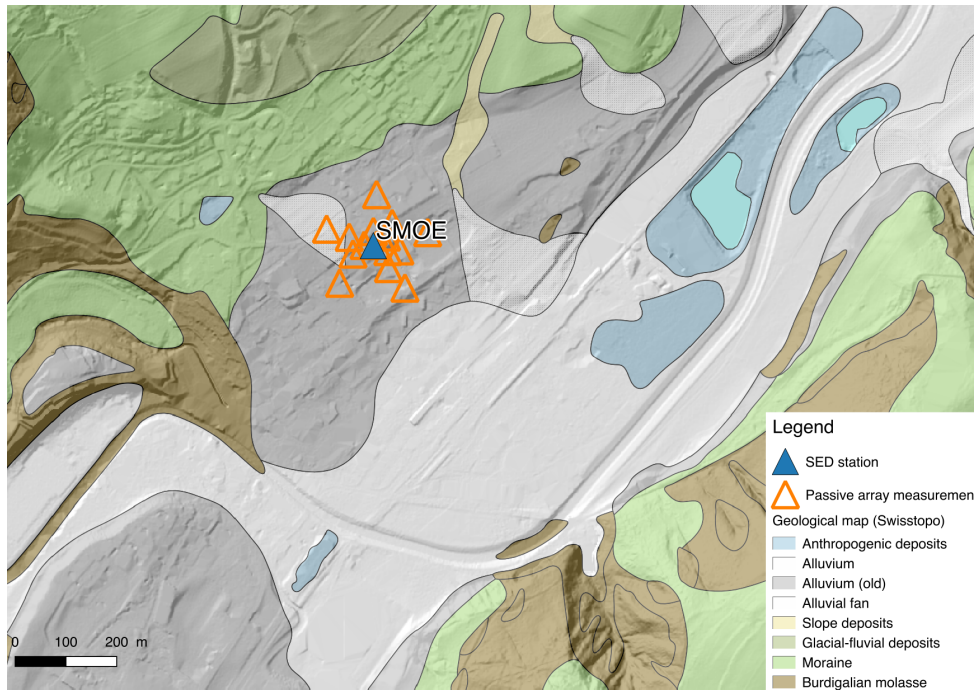 SMOE
Legend
SED station
Passive array measuremen
Geological map (Swisstopo)
Anthropogenic deposits
Alluvium
Alluvium (old)
Alluvial fan
Slope deposits
Glacial-fluvial deposits
Moraine
Burdigalian molasse
0 100 200 m